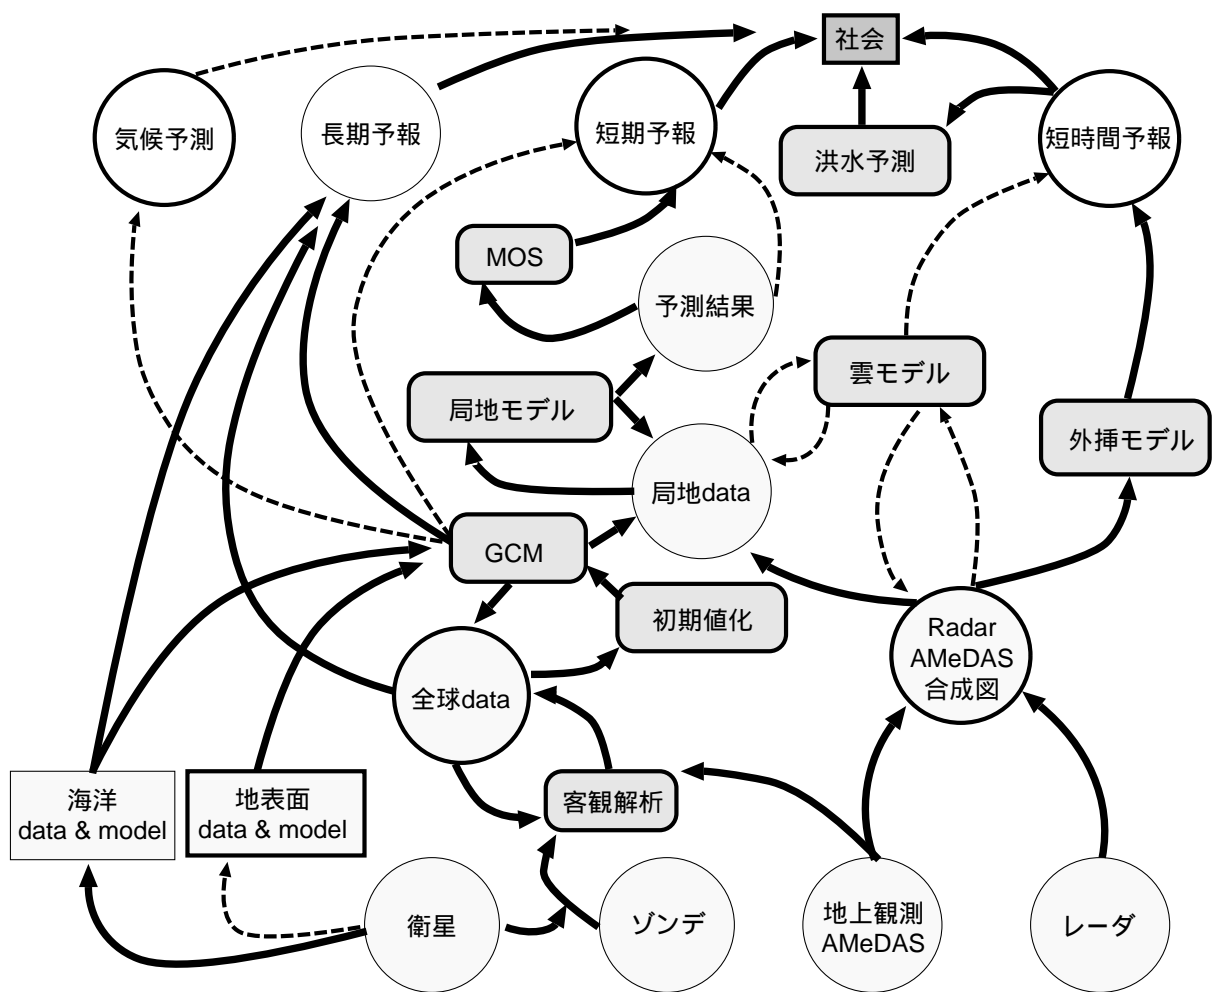 社会
気候予測
長期予報
短期予報
洪水予測
短時間予報
MOS
予測結果
雲モデル
局地モデル
外挿モデル
局地data
GCM
初期値化
Radar
AMeDAS
合成図
全球data
海洋
data & model
地表面
data & model
客観解析
衛星
ゾンデ
地上観測
AMeDAS
レーダ